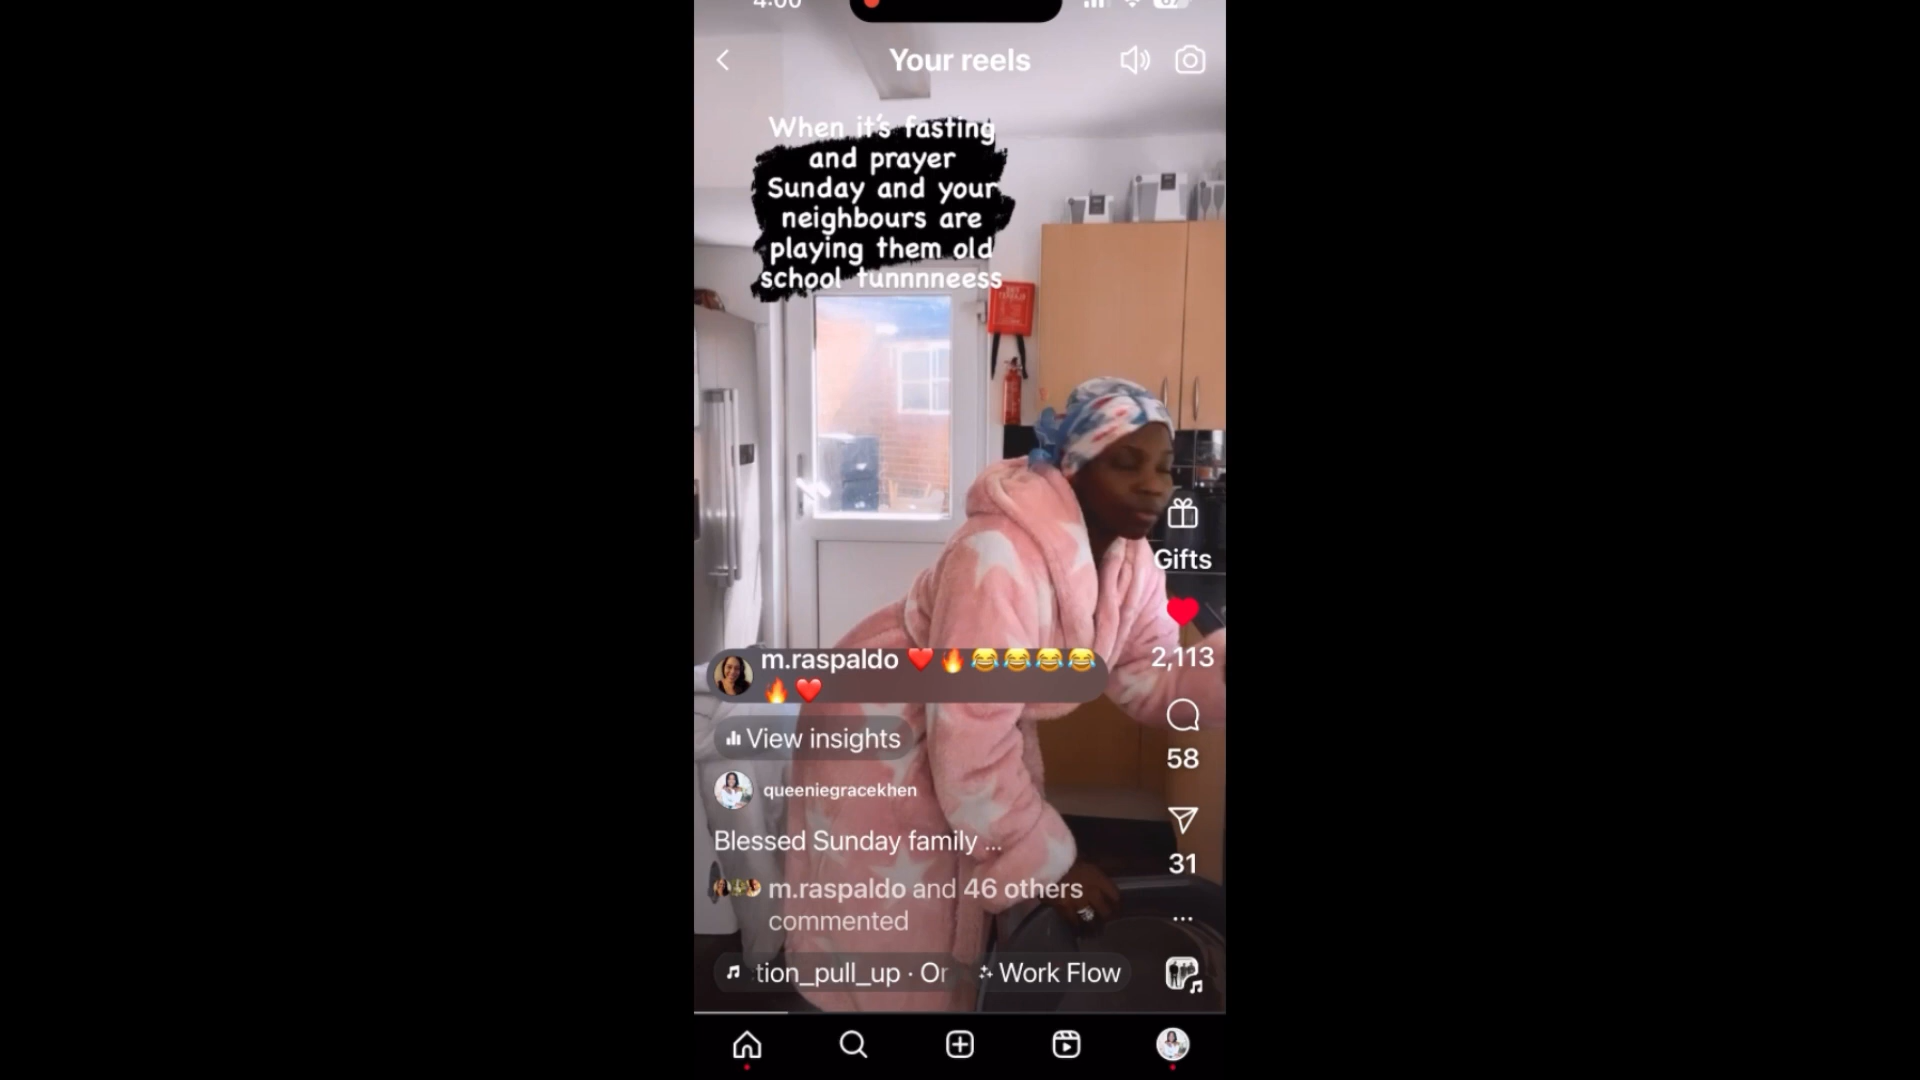 4:00
Your reels
When it's fasting
and prayer
Sunday and your
neighbours are
playing them old
school tunnnneess
Gifts
2,113
m.raspaldo ❤️🔥😂😂😂😂
🔥❤️
View insights
58
queeniegracekhen
Blessed Sunday family ...
31
m.raspaldo and 46 others
commented
tion_pull_up · Or
Work Flow